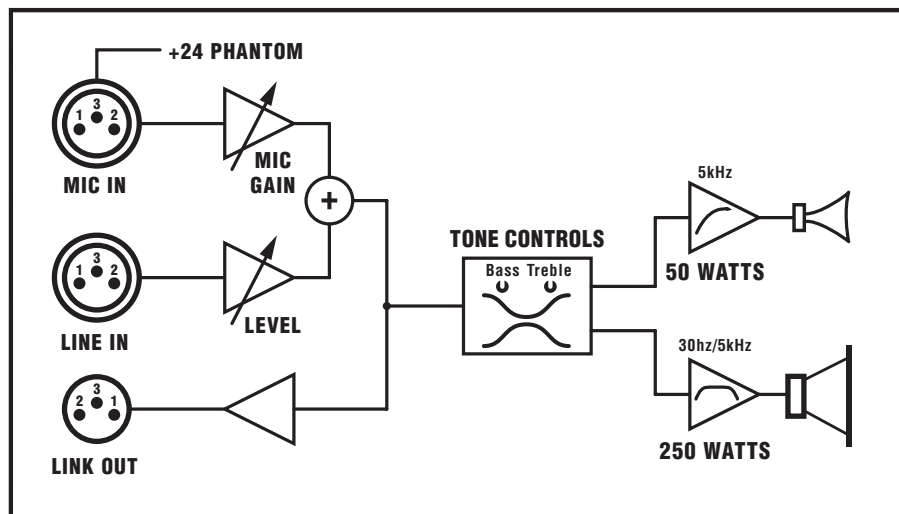 +24 PHANTOM
3
1 2
MIC IN
MIC
GAIN
+
3
1 2
LINE IN
LEVEL
3
2 1
LINK OUT
TONE CONTROLS
Bass Treble
5kHz
50 WATTS
30hz/5kHz
250 WATTS